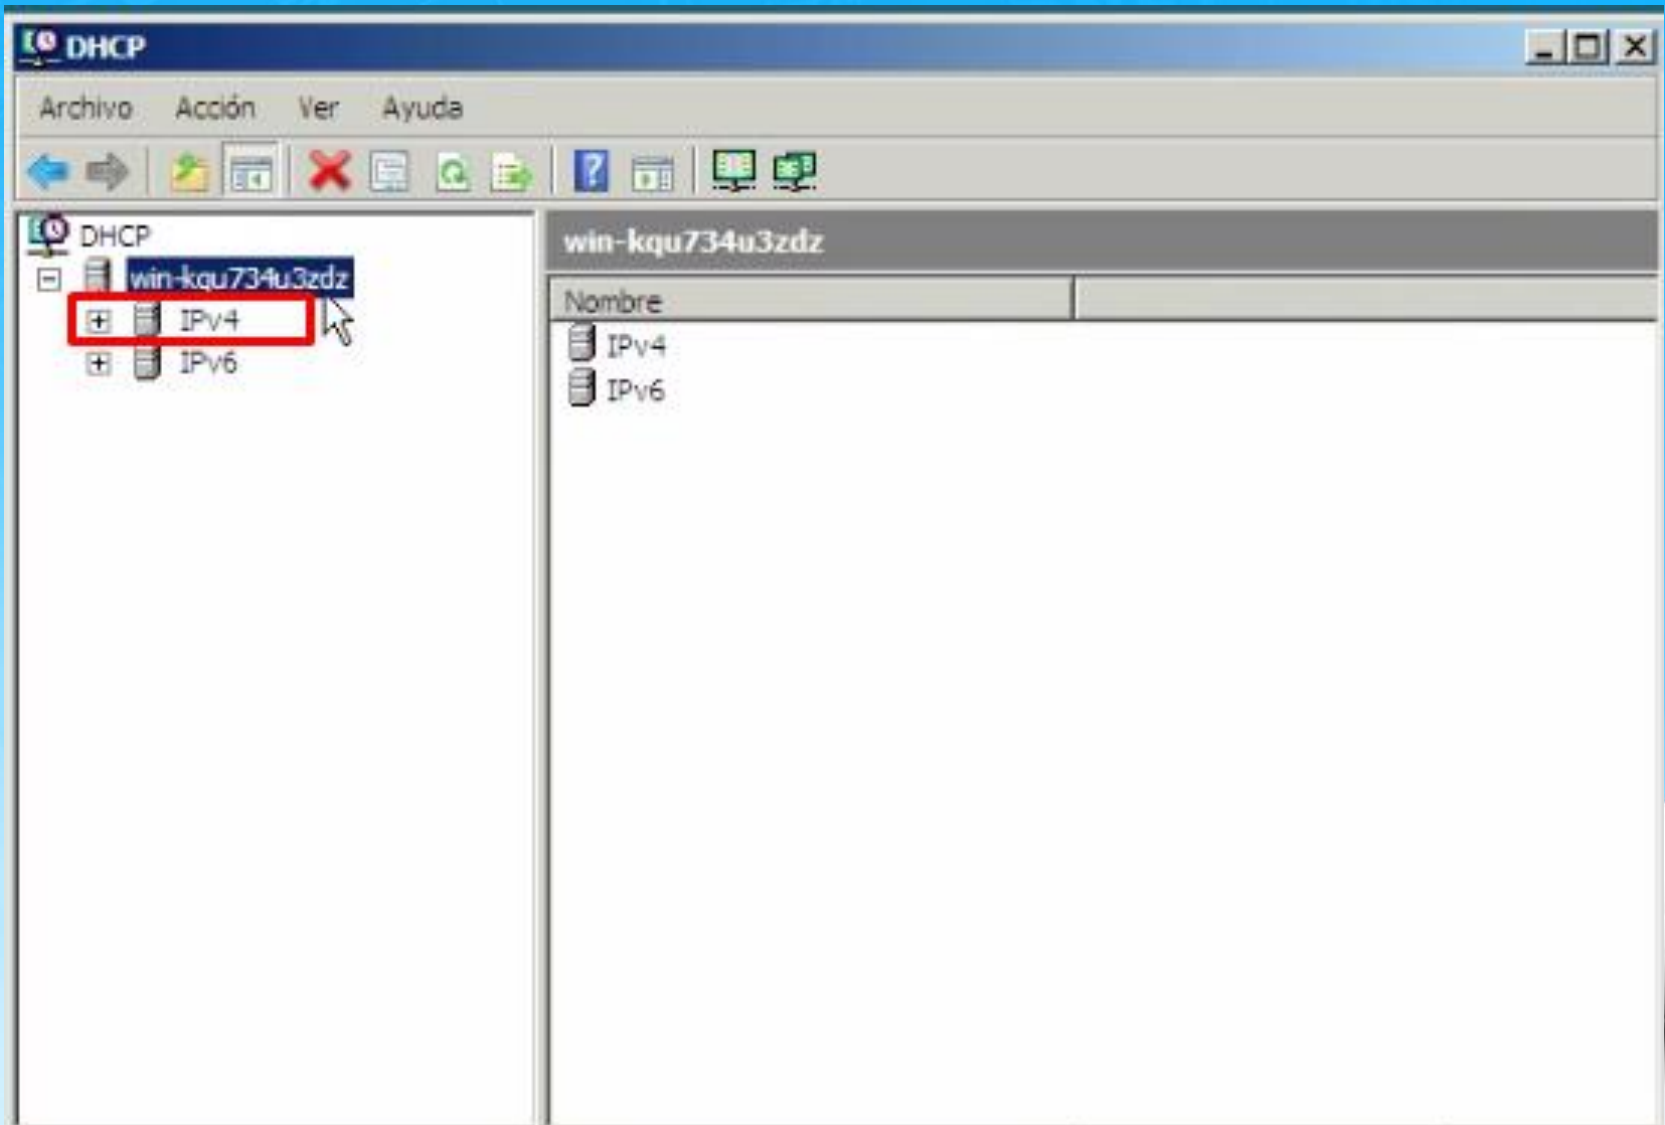 DHCP
Archivo Acción Ver Ayuda
DHCP
win-kqu734u3zdz
IPv4
IPv6
win-kqu734u3zdz
Nombre
IPv4
IPv6